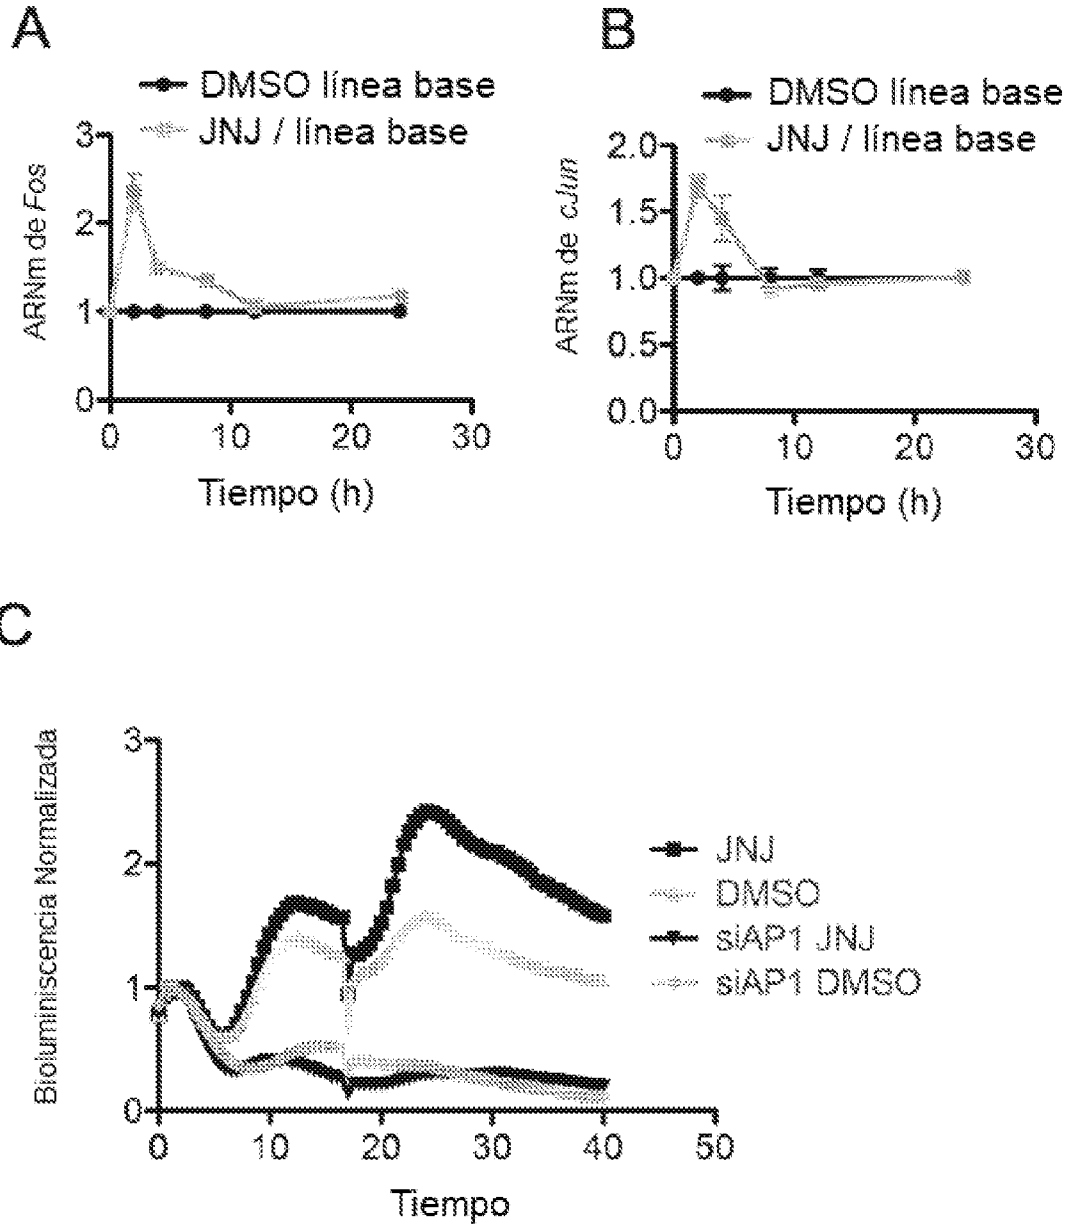 A
DMSO línea base
JNJ / línea base
ARNm de Fos
3
2
1
0
0 10 20 30
Tiempo (h)
B
DMSO línea base
JNJ / línea base
ARNm de cJun
2.0
1.5
1.0
0.5
0.0
0 10 20 30
Tiempo (h)
C
Bioluminiscencia Normalizada
3
2
1
0
0 10 20 30 40 50
Tiempo
JNJ
DMSO
siAP1 JNJ
siAP1 DMSO